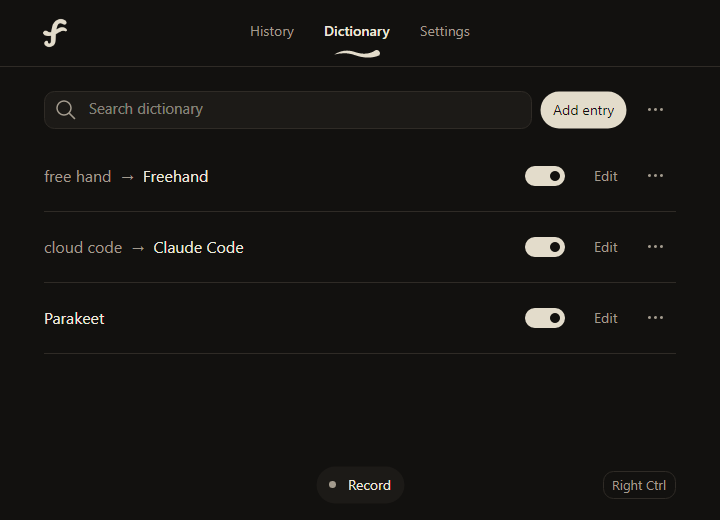 History Dictionary Settings
Search dictionary Add entry
free hand → Freehand Edit
cloud code → Claude Code Edit
Parakeet Edit
Record Right Ctrl